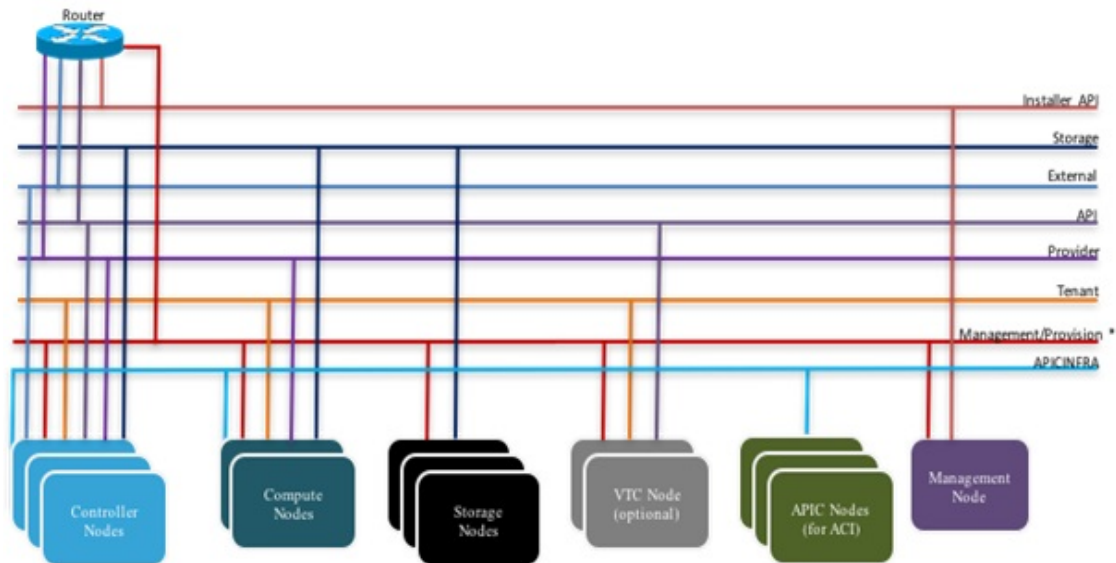 Router
Installer API
Storage
External
API
Provider
Tenant
Management/Provision *
APICINFRA
Controller
Nodes
Compute
Nodes
Storage
Nodes
VTC Node
(optional)
APIC Nodes
(for ACI)
Management
Node